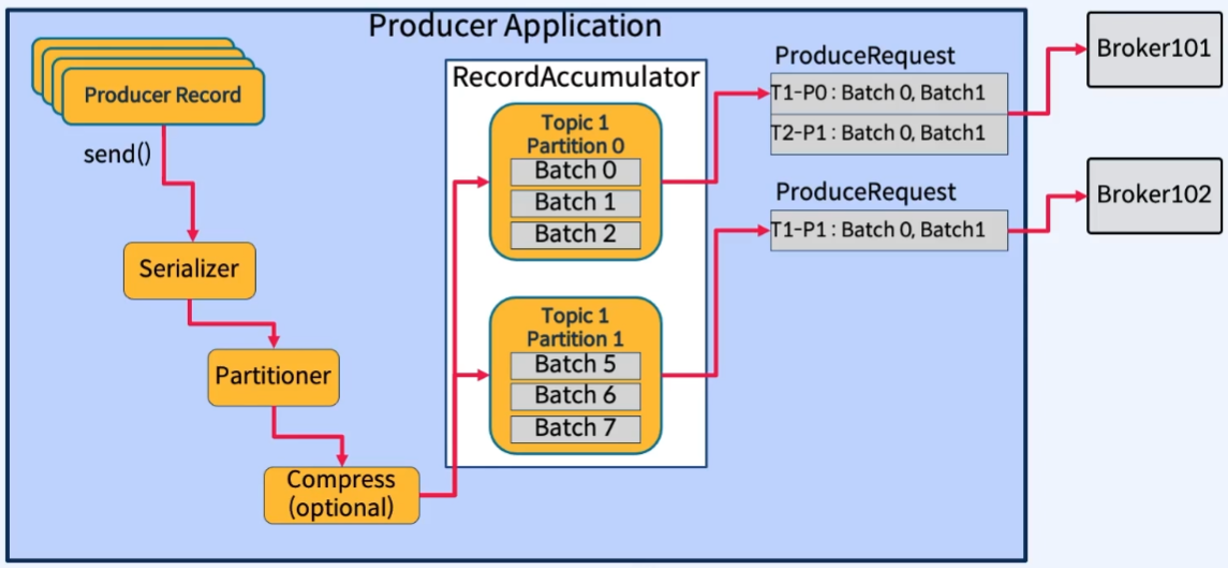 Producer Application
Producer Record
send()
Serializer
Partitioner
Compress
(optional)
RecordAccumulator
Topic 1
Partition 0
Batch 0
Batch 1
Batch 2
Topic 1
Partition 1
Batch 5
Batch 6
Batch 7
ProduceRequest
T1-P0 : Batch 0, Batch1
T2-P1 : Batch 0, Batch1
ProduceRequest
T1-P1 : Batch 0, Batch1
Broker101
Broker102